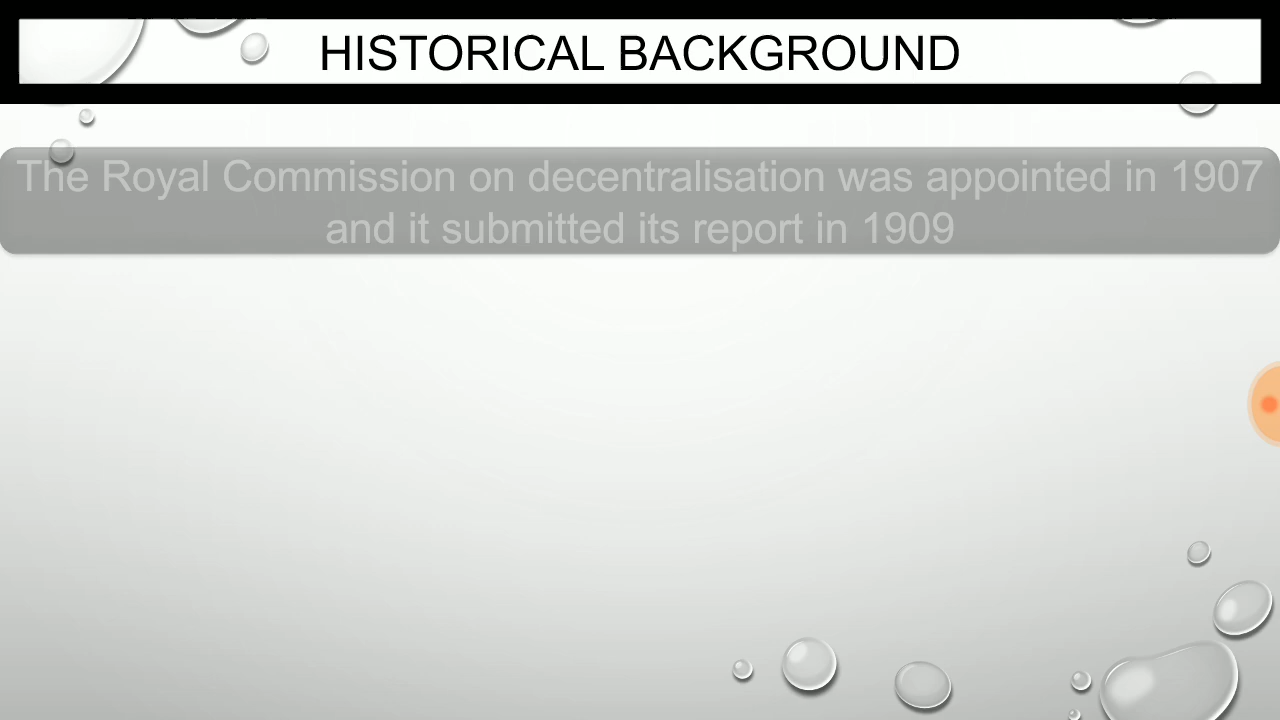 HISTORICAL BACKGROUND
The Royal Commission on decentralisation was appointed in 1907
and it submitted its report in 1909